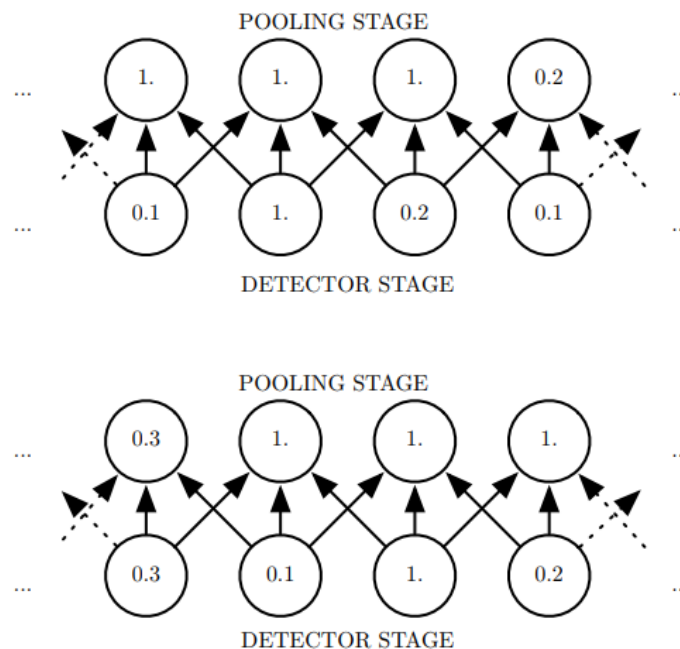 POOLING STAGE
... 1. 1. 1. 0.2 ..
... 0.1 1. 0.2 0.1 ..
DETECTOR STAGE
POOLING STAGE
... 0.3 1. 1. 1. ..
... 0.3 0.1 1. 0.2 ..
DETECTOR STAGE